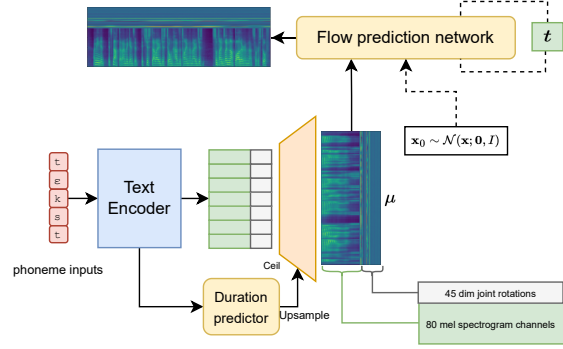 Flow prediction network
t
x₀ ∼ 𝒩(x; 0, I)
t
ε
k
s
t
Text
Encoder
μ
phoneme inputs
Ceil
Duration
predictor
Upsample
45 dim joint rotations
80 mel spectrogram channels